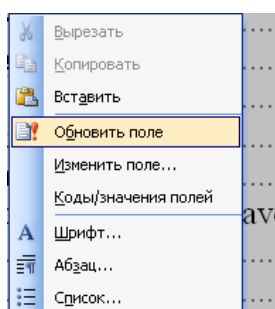 Вырезать
Копировать
Вставить
Обновить поле
Изменить поле...
Коды/значения полей
Шрифт...
Абзац...
Список...